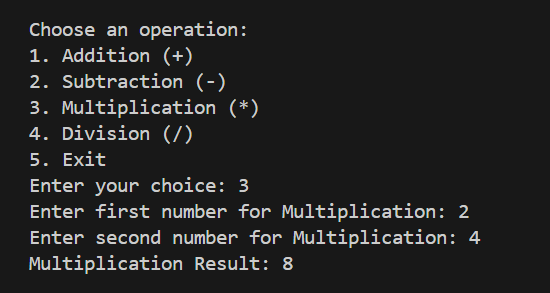 Choose an operation:
1. Addition (+)
2. Subtraction (-)
3. Multiplication (*)
4. Division (/)
5. Exit
Enter your choice: 3
Enter first number for Multiplication: 2
Enter second number for Multiplication: 4
Multiplication Result: 8